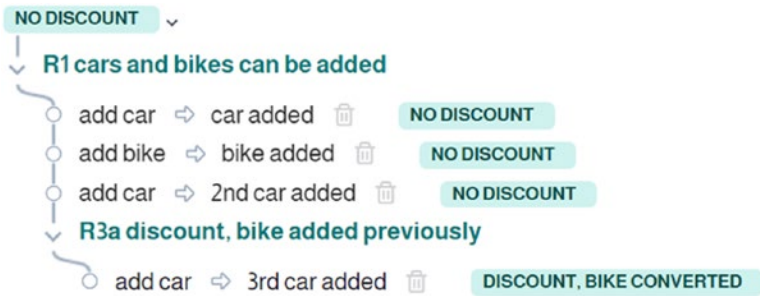 NO DISCOUNT
R1 cars and bikes can be added
add car ⇨ car added NO DISCOUNT
add bike ⇨ bike added NO DISCOUNT
add car ⇨ 2nd car added NO DISCOUNT
R3a discount, bike added previously
add car ⇨ 3rd car added DISCOUNT, BIKE CONVERTED